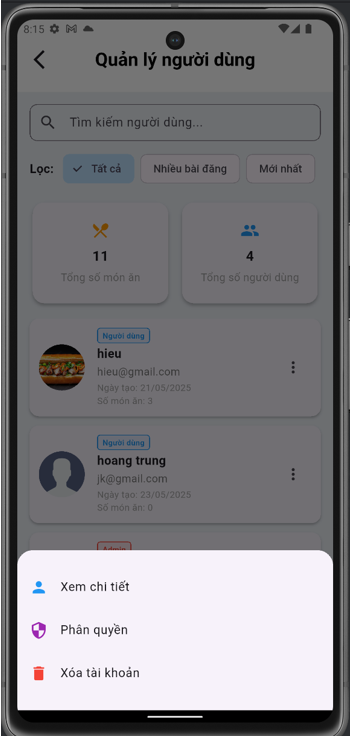 8:15
Quản lý người dùng
Tìm kiếm người dùng...
Lọc:
Tất cả
Nhiều bài đăng
Mới nhất
11
4
Tổng số món ăn
Tổng số người dùng
Người dùng
hieu
hieu@gmail.com
Ngày tạo: 21/05/2025
Số món ăn: 3
Người dùng
hoang trung
jk@gmail.com
Ngày tạo: 23/05/2025
Số món ăn: 0
Admin
Xem chi tiết
Phân quyền
Xóa tài khoản